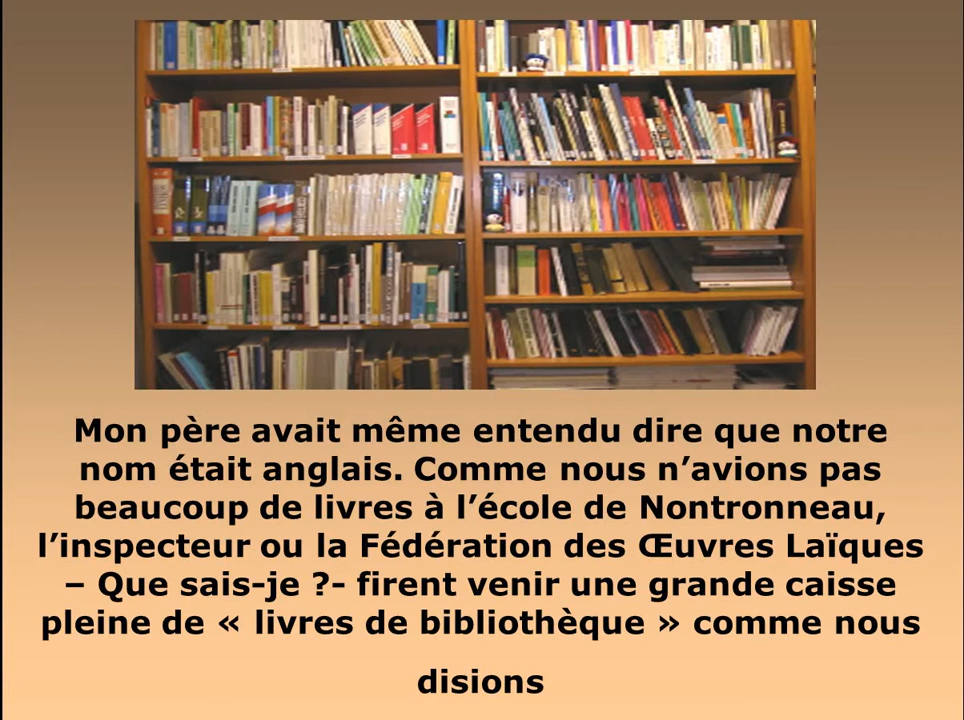 Mon père avait même entendu dire que notre
nom était anglais. Comme nous n’avions pas
beaucoup de livres à l’école de Nontronneau,
l’inspecteur ou la Fédération des Œuvres Laïques
– Que sais-je ?- firent venir une grande caisse
pleine de « livres de bibliothèque » comme nous
disions